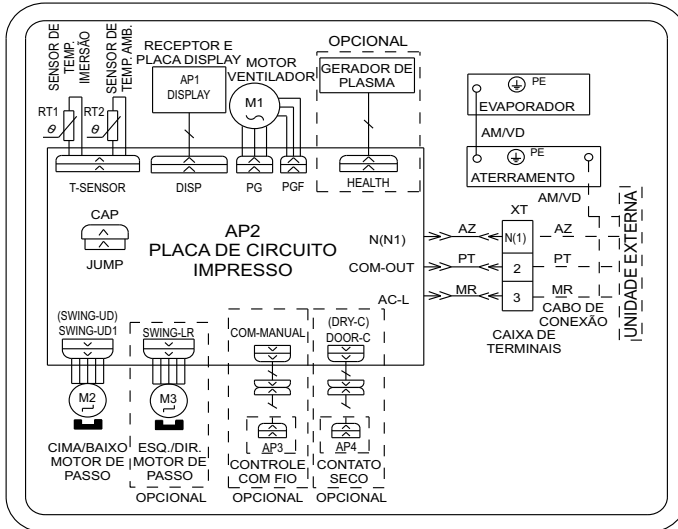 SENSOR DE
TEMP.
IMERSÃO
SENSOR DE
TEMP. AMB.
RECEPTOR E
PLACA DISPLAY
MOTOR
VENTILADOR
OPCIONAL
GERADOR DE
PLASMA
AP1
DISPLAY
M1
RT1
RT2
θ
θ
PE
EVAPORADOR
AM/VD
PE
ATERRAMENTO
AM/VD
T-SENSOR
DISP
PG
PGF
HEALTH
CAP
JUMP
AP2
PLACA DE CIRCUITO
IMPRESSO
XT
N(N1)
AZ
N(1)
AZ
COM-OUT
PT
2
PT
AC-L
MR
3
MR
CABO DE
CONEXÃO
CAIXA DE
TERMINAIS
UNIDADE EXTERNA
(SWING-UD)
SWING-UD1
SWING-LR
COM-MANUAL
(DRY-C)
DOOR-C
M2
M3
AP3
AP4
CIMA/BAIXO
MOTOR DE
PASSO
ESQ./DIR.
MOTOR DE
PASSO
OPCIONAL
CONTROLE
COM FIO
OPCIONAL
CONTATO
SECO
OPCIONAL